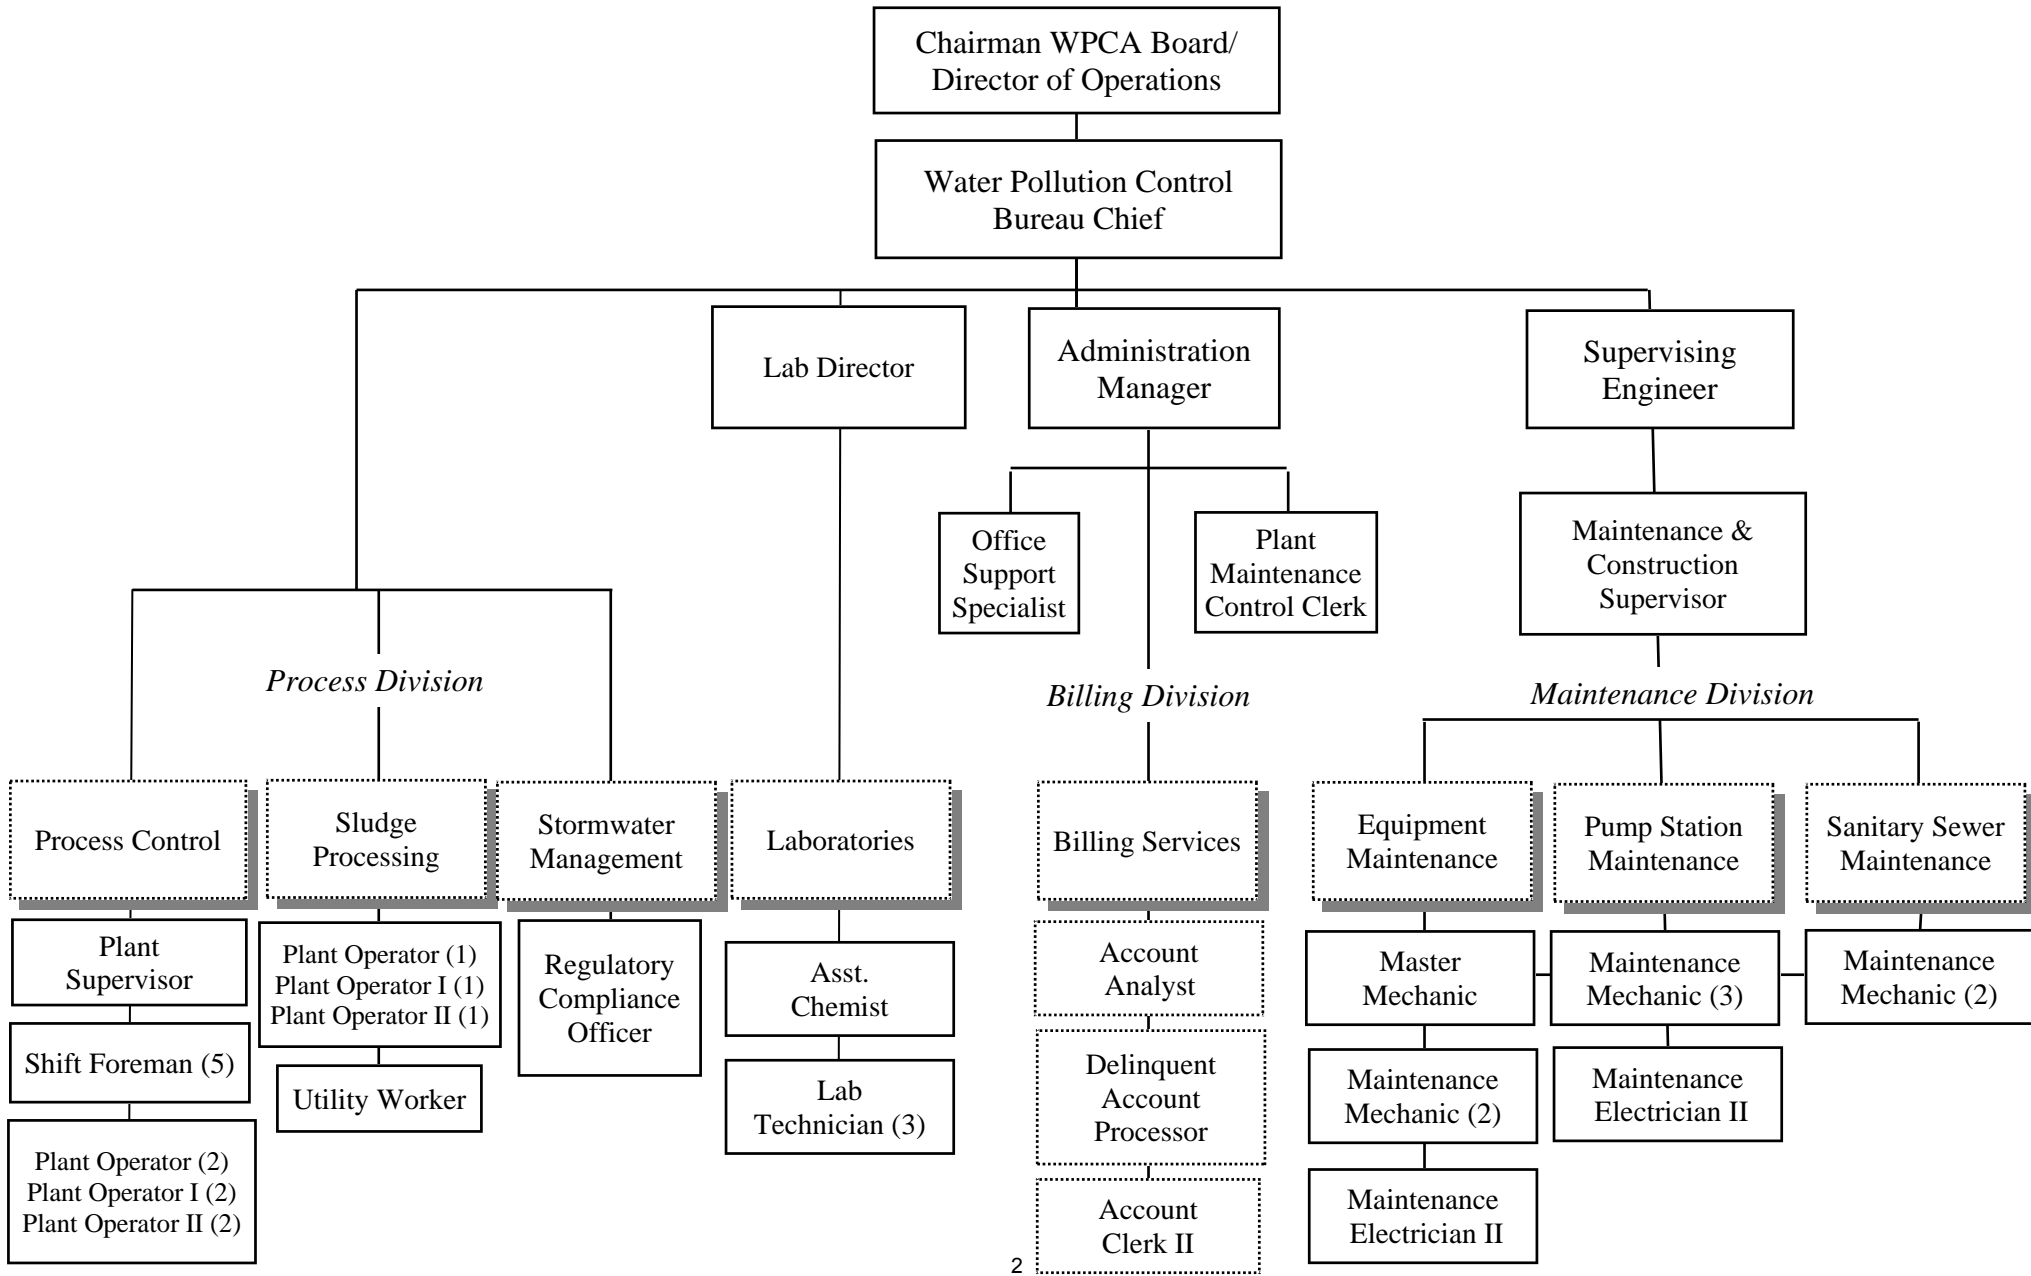 Chairman WPCA Board/
Director of Operations
Water Pollution Control
Bureau Chief
Lab Director
Administration
Manager
Supervising
Engineer
Office
Support
Specialist
Plant
Maintenance
Control Clerk
Maintenance &
Construction
Supervisor
Process Division
Billing Division
Maintenance Division
Process Control
Sludge
Processing
Stormwater
Management
Laboratories
Billing Services
Equipment
Maintenance
Pump Station
Maintenance
Sanitary Sewer
Maintenance
Plant
Supervisor
Plant Operator (1)
Plant Operator I (1)
Plant Operator II (1)
Regulatory
Compliance
Officer
Asst.
Chemist
Account
Analyst
Master
Mechanic
Maintenance
Mechanic (3)
Maintenance
Mechanic (2)
Shift Foreman (5)
Utility Worker
Lab
Technician (3)
Delinquent
Account
Processor
Maintenance
Mechanic (2)
Maintenance
Electrician II
Plant Operator (2)
Plant Operator I (2)
Plant Operator II (2)
Account
Clerk II
Maintenance
Electrician II
2